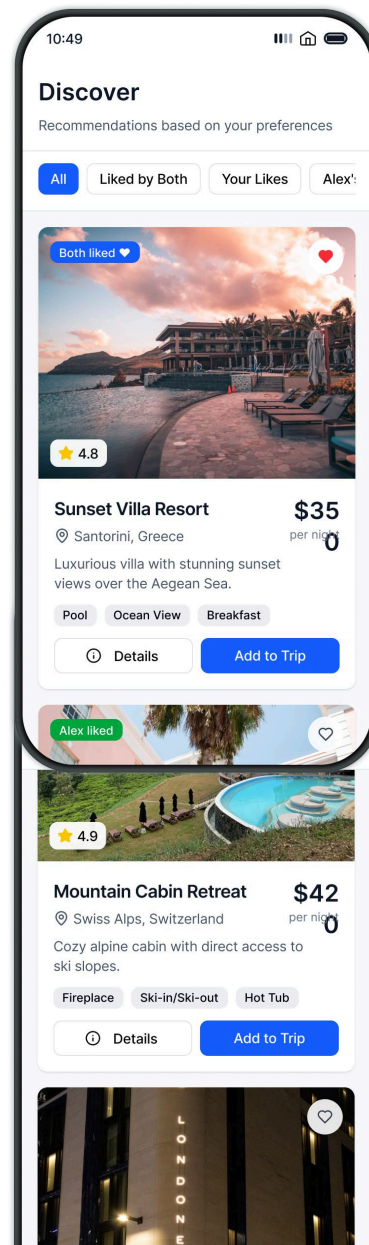 10:49
Discover
Recommendations based on your preferences
All
Liked by Both
Your Likes
Alex's
Both liked
4.8
Sunset Villa Resort
$35
0
Santorini, Greece
per night
Luxurious villa with stunning sunset
views over the Aegean Sea.
Pool
Ocean View
Breakfast
Details
Add to Trip
Alex liked
4.9
Mountain Cabin Retreat
$42
0
Swiss Alps, Switzerland
per night
Cozy alpine cabin with direct access to
ski slopes.
Fireplace
Ski-in/Ski-out
Hot Tub
Details
Add to Trip
LONDONE